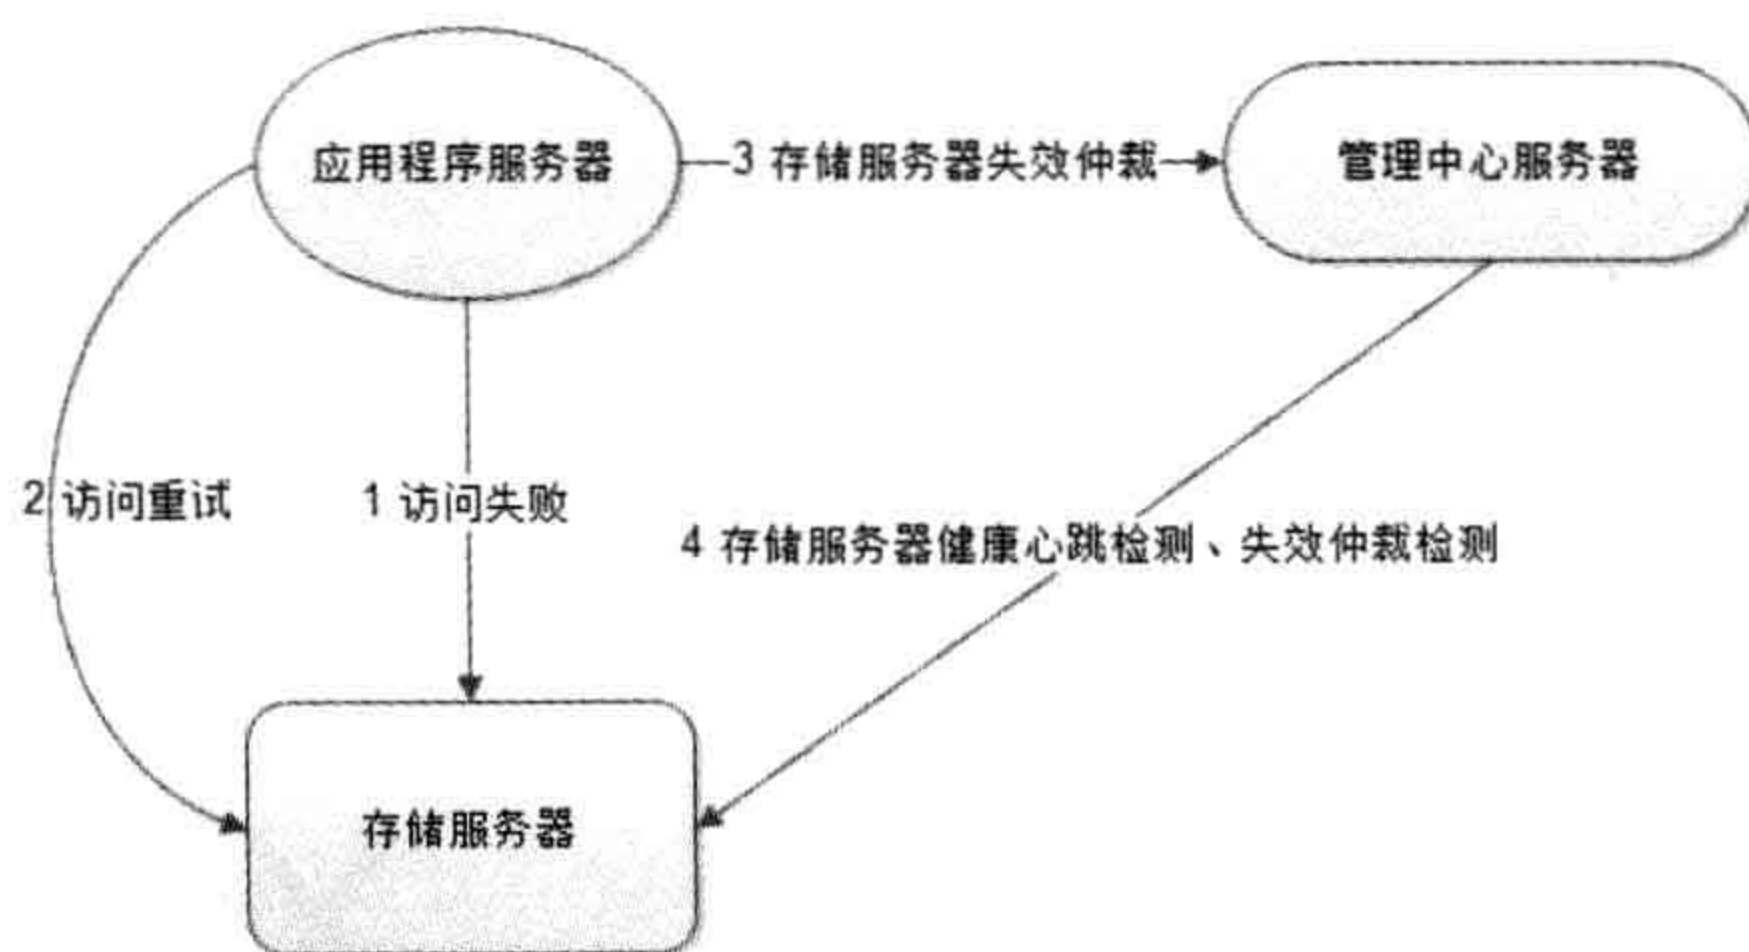 应用程序服务器
3 存储服务器失效仲裁
管理中心服务器
2 访问重试
1 访问失败
4 存储服务器健康心跳检测、失效仲裁检测
存储服务器